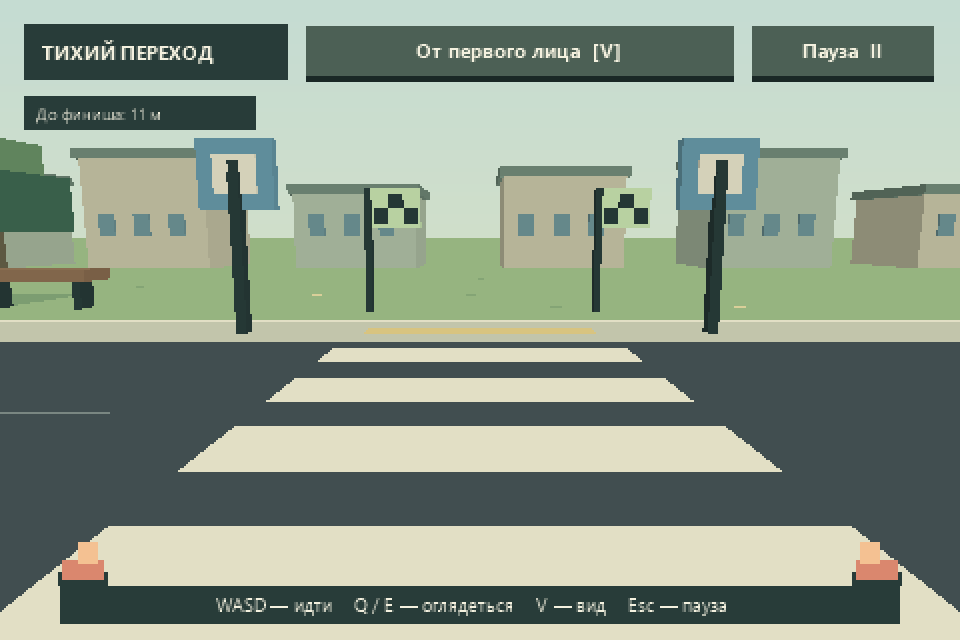 ТИХИЙ ПЕРЕХОД
От первого лица [V]
Пауза II
До финиша: 11 м
WASD — идти Q / E — оглядеться V — вид Esc — пауза